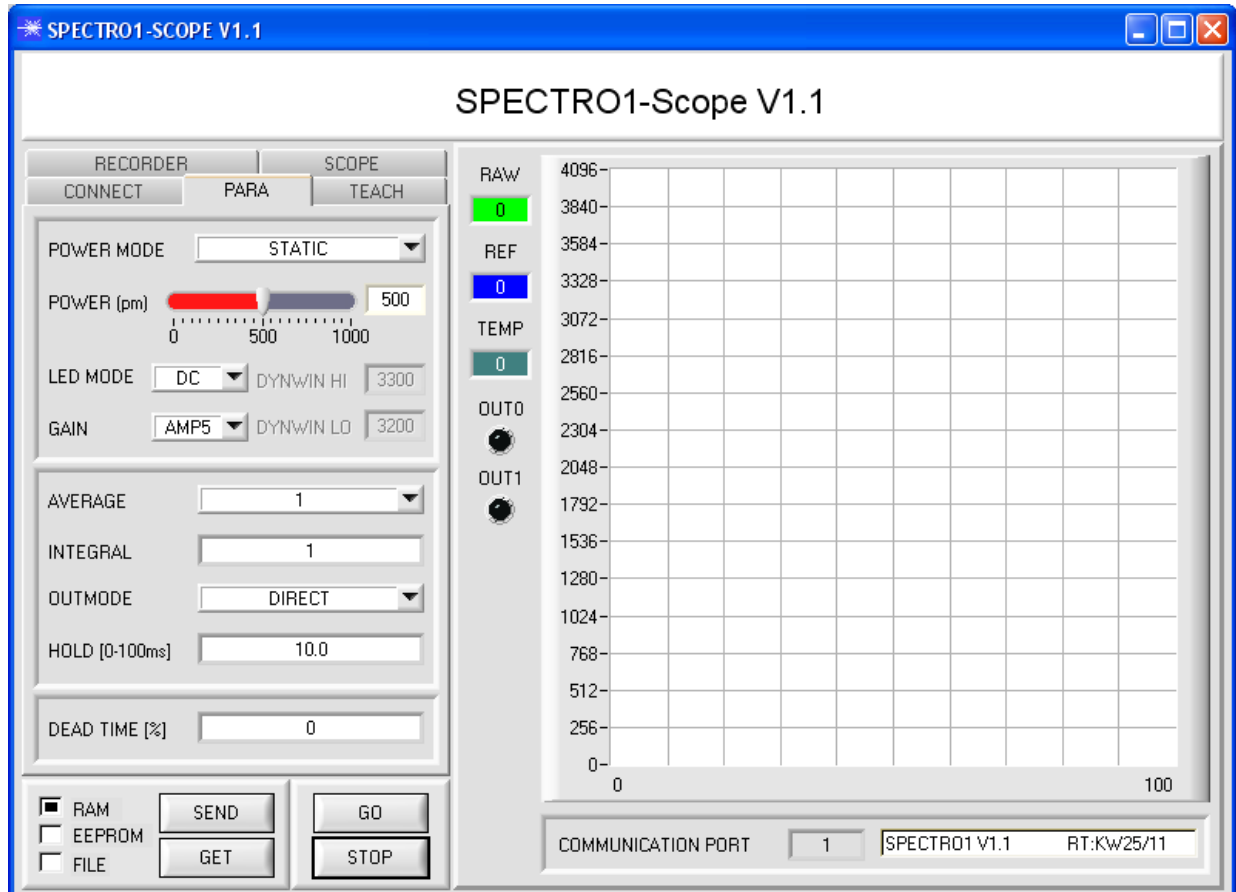 SPECTRO1-SCOPE V1.1
SPECTRO1-Scope V1.1
RECORDER SCOPE
CONNECT PARA TEACH
POWER MODE STATIC
POWER (pm) 500
0 500 1000
LED MODE DC DYNWIN HI 3300
GAIN AMP5 DYNWIN LO 3200
AVERAGE 1
INTEGRAL 1
OUTMODE DIRECT
HOLD [0-100ms] 10.0
DEAD TIME [%] 0
RAM
EEPROM
FILE
SEND
GET
GO
STOP
RAW
0
REF
0
TEMP
0
OUT0
OUT1
4096
3840
3584
3328
3072
2816
2560
2304
2048
1792
1536
1280
1024
768
512
256
0
0 100
COMMUNICATION PORT 1 SPECTRO1 V1.1 RT:KW25/11